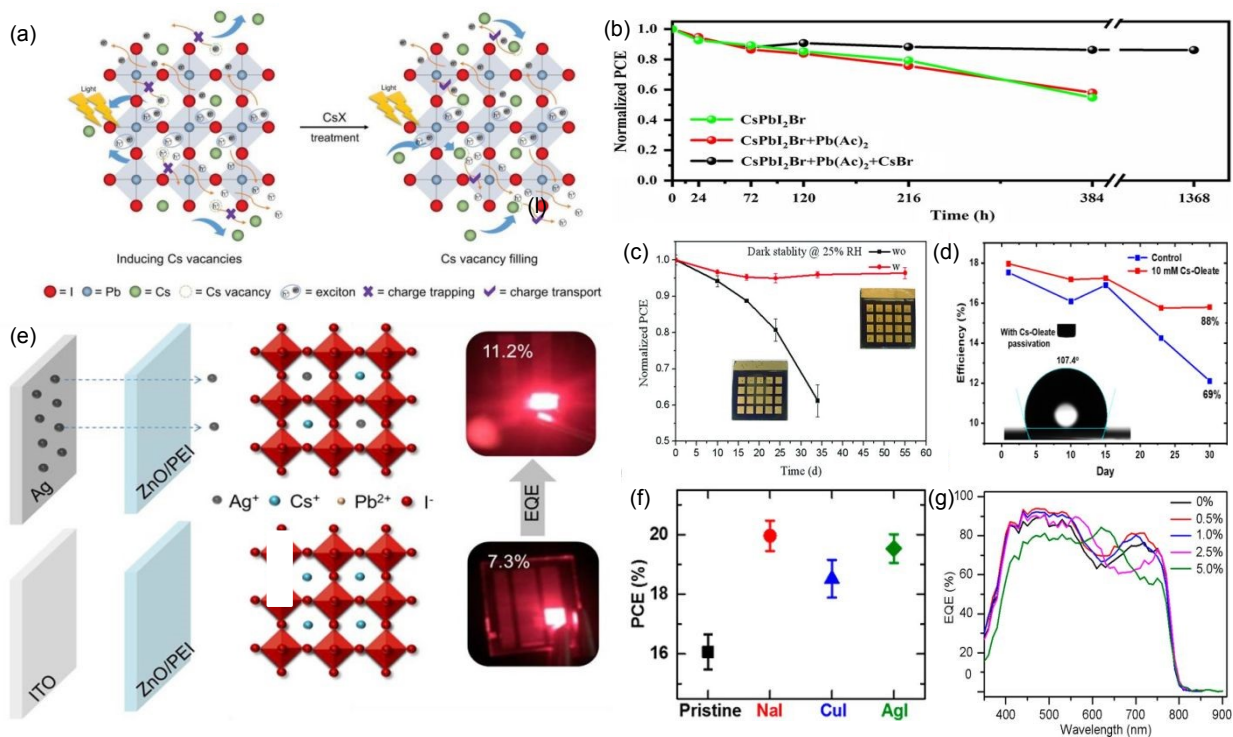 (a)
Light
CsX
treatment
Light
(I)
Inducing Cs vacancies
Cs vacancy filling
= I
= Pb
= Cs
= Cs vacancy
= exciton
= charge trapping
= charge transport
(b)
Normalized PCE
1.0
0.8
0.6
0.4
0.2
0.0
CsPbI₂Br
CsPbI₂Br+Pb(Ac)₂
CsPbI₂Br+Pb(Ac)₂+CsBr
0 24 72 120 216 384 1368
Time (h)
(c)
Dark stablity @ 25% RH
wo
w
Normalized PCE
1.0
0.9
0.8
0.7
0.6
0.5
0 5 10 15 20 25 30 35 40 45 50 55 60
Time (d)
(d)
Control
10 mM Cs-Oleate
Efficiency (%)
18
16
14
12
10
With Cs-Oleate
passivation
107.4°
88%
69%
0 5 10 15 20 25 30
Day
(e)
Ag
ZnO/PEI
11.2%
Ag⁺ Cs⁺ Pb²⁺ I⁻
EQE
ITO
ZnO/PEI
7.3%
(f)
PCE (%)
20
18
16
Pristine NaI CuI AgI
(g)
EQE (%)
100
80
60
40
20
0
0%
0.5%
1.0%
2.5%
5.0%
400 500 600 700 800 900
Wavelength (nm)